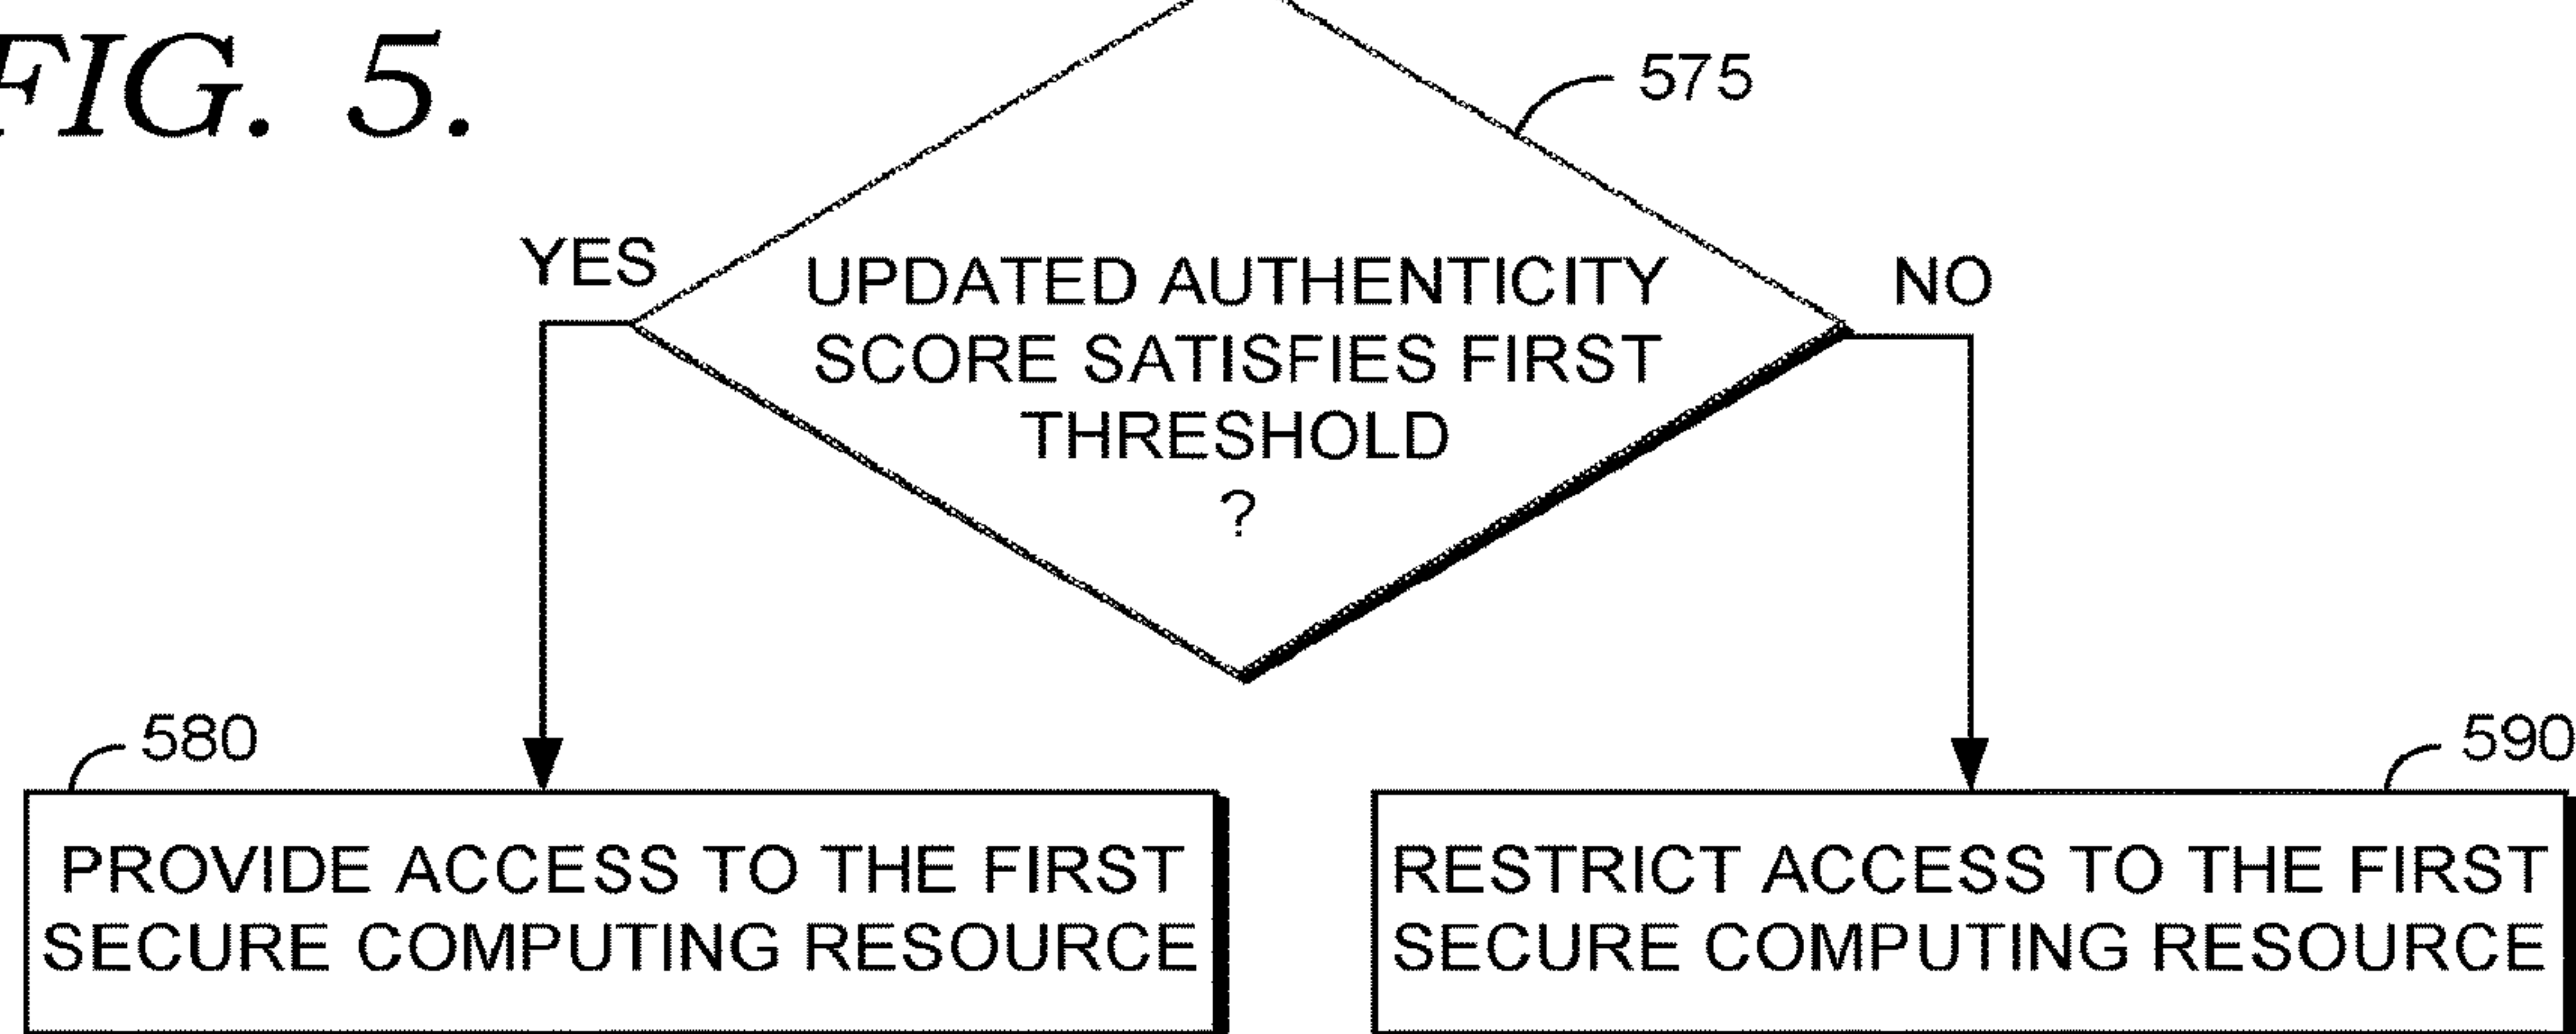 FIG. 5.
575
YES
UPDATED AUTHENTICITY
SCORE SATISFIES FIRST
THRESHOLD
?
NO
580
PROVIDE ACCESS TO THE FIRST
SECURE COMPUTING RESOURCE
590
RESTRICT ACCESS TO THE FIRST
SECURE COMPUTING RESOURCE